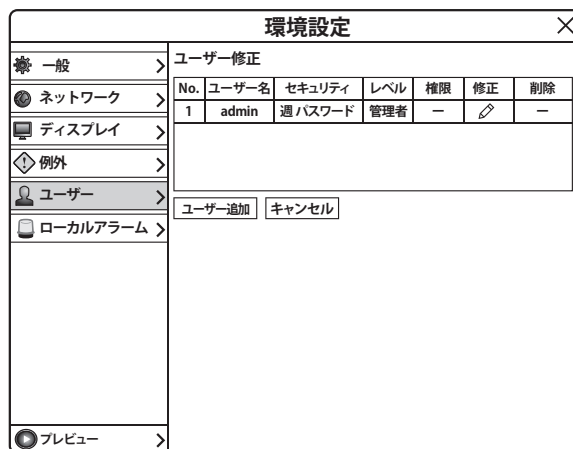 環境設定
一般
ネットワーク
ディスプレイ
例外
ユーザー
ローカルアラーム
プレビュー
ユーザー修正
No. ユーザー名 セキュリティ レベル 権限 修正 削除
1 admin 週 パスワード 管理者 — —
ユーザー追加 キャンセル